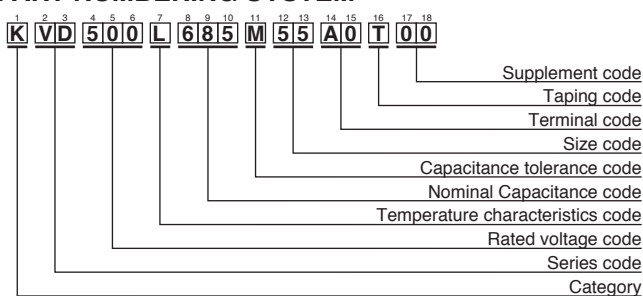 PART NUMBERING SYSTEM
1 2 3 4 5 6 7 8 9 10 11 12 13 14 15 16 17 18
K VD 500 L 685 M 55 A0 T 00
Supplement code
Taping code
Terminal code
Size code
Capacitance tolerance code
Nominal Capacitance code
Temperature characteristics code
Rated voltage code
Series code
Category